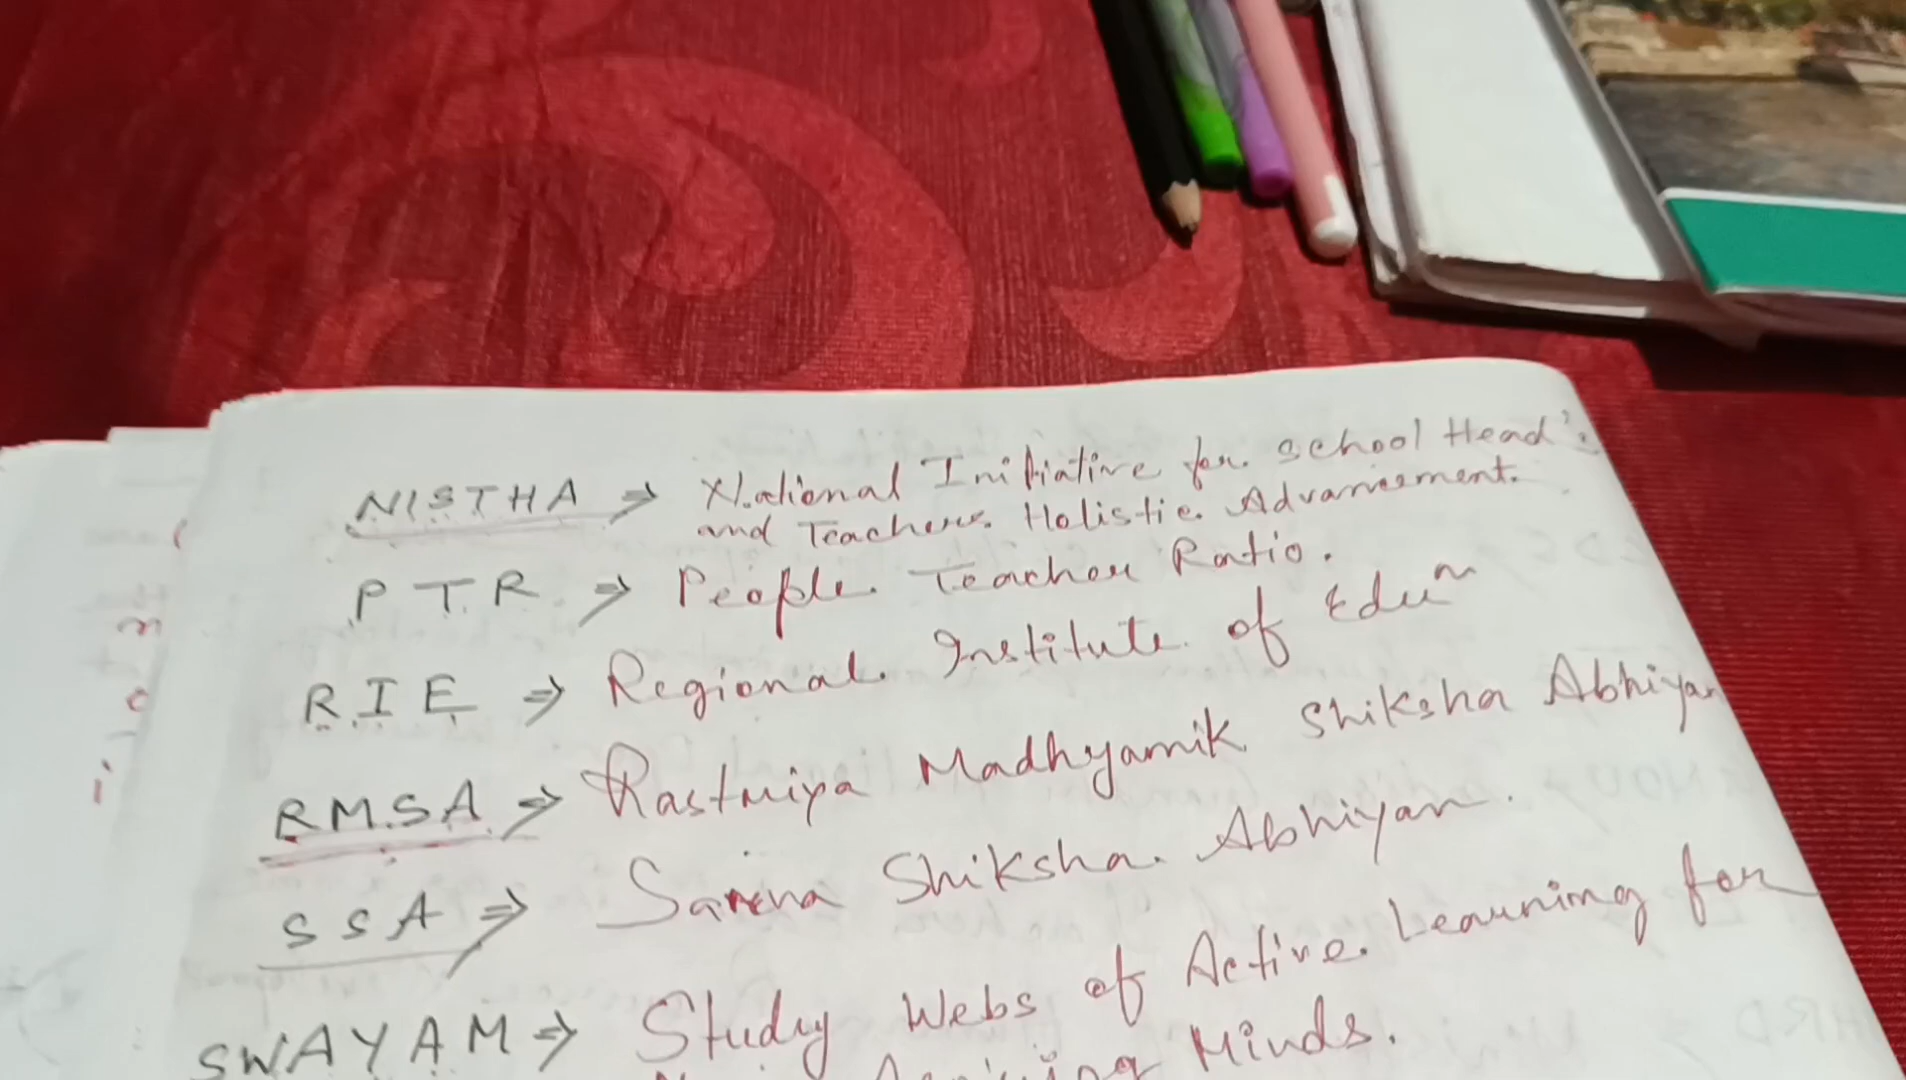 NISTHA ⇒ National Initiative for School Head's
and Teachers Holistic Advancement.
P T R ⇒ People Teacher Ratio.
R I E ⇒ Regional Institute of Eduⁿ
RMSA ⇒ Rastriya Madhyamik Shiksha Abhiyan
SSA ⇒ Sarva Shiksha Abhiyan.
SWAYAM ⇒ Study Webs of Active Learning for
Aspiring Minds.